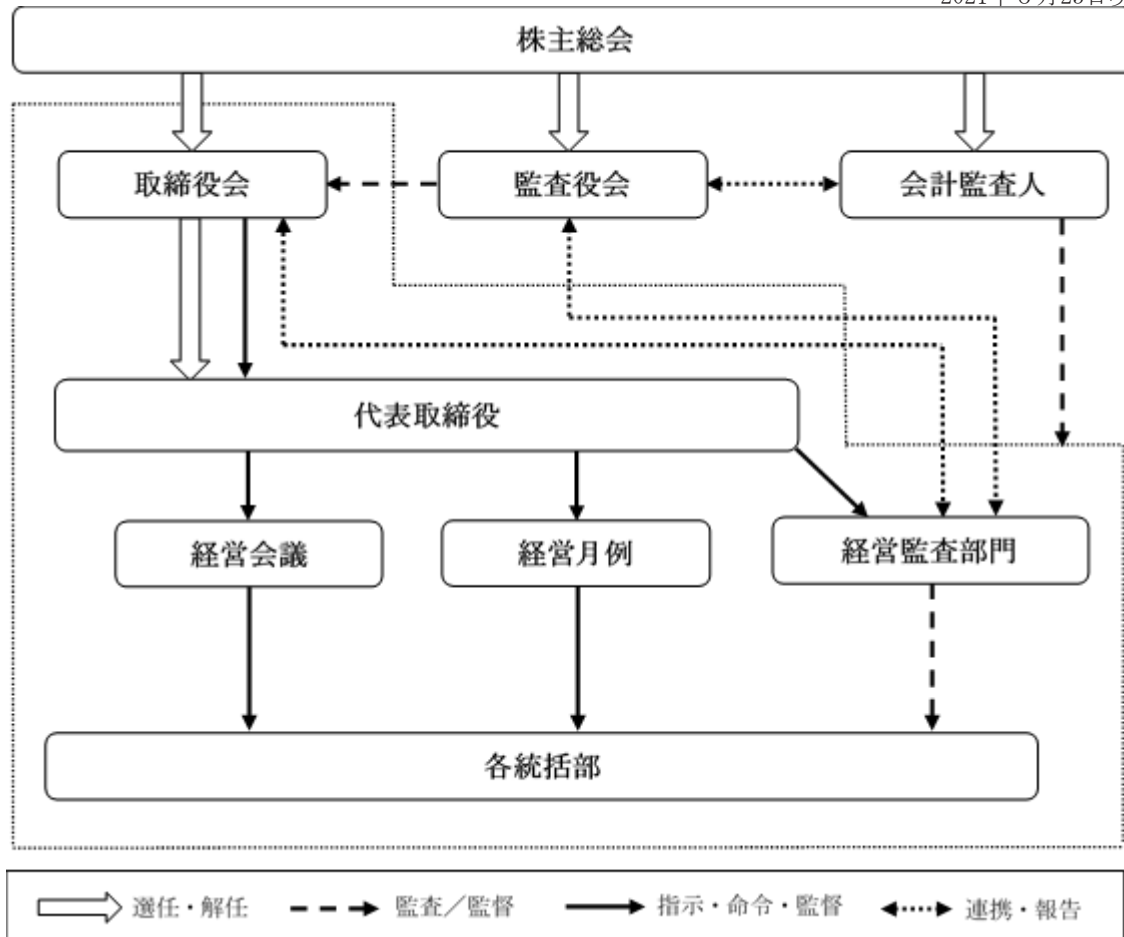 株主総会
取締役会
監査役会
会計監査人
代表取締役
経営会議
経営月例
経営監査部門
各統括部
選任・解任
監査／監督
指示・命令・監督
連携・報告